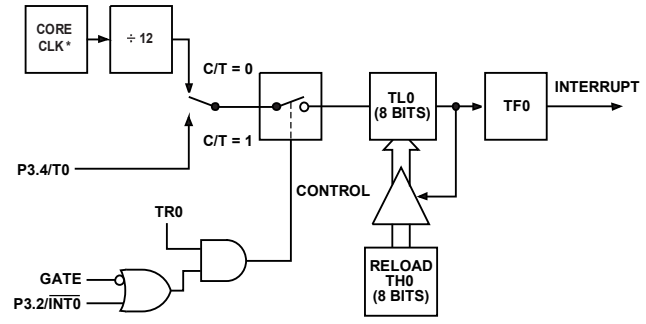 CORE
CLK*
÷ 12
C/T = 0
C/T = 1
P3.4/T0
TL0
(8 BITS)
TF0
INTERRUPT
CONTROL
TR0
GATE
P3.2/INT0
RELOAD
TH0
(8 BITS)